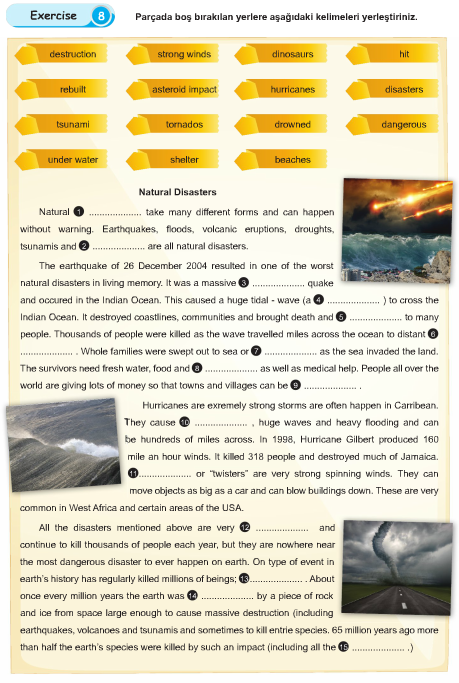 Exercise 8 Parçada boş bırakılan yerlere aşağıdaki kelimeleri yerleştiriniz.
destruction strong winds dinosaurs hit
rebuilt asteroid impact hurricanes disasters
tsunami tornados drowned dangerous
under water shelter beaches
Natural Disasters
Natural 1 .................... take many different forms and can happen
without warning. Earthquakes, floods, volcanic eruptions, droughts,
tsunamis and 2 .................... are all natural disasters.
The earthquake of 26 December 2004 resulted in one of the worst
natural disasters in living memory. It was a massive 3 .................... quake
and occured in the Indian Ocean. This caused a huge tidal - wave (a 4 .................... ) to cross the
Indian Ocean. It destroyed coastlines, communities and brought death and 5 .................... to many
people. Thousands of people were killed as the wave travelled miles across the ocean to distant 6
.................... . Whole families were swept out to sea or 7 .................... as the sea invaded the land.
The survivors need fresh water, food and 8 .................... as well as medical help. People all over the
world are giving lots of money so that towns and villages can be 9 .................... .
Hurricanes are exremely strong storms are often happen in Carribean.
They cause 10 .................... , huge waves and heavy flooding and can
be hundreds of miles across. In 1998, Hurricane Gilbert produced 160
mile an hour winds. It killed 318 people and destroyed much of Jamaica.
11.................... or “twisters” are very strong spinning winds. They can
move objects as big as a car and can blow buildings down. These are very
common in West Africa and certain areas of the USA.
All the disasters mentioned above are very 12 .................... and
continue to kill thousands of people each year, but they are nowhere near
the most dangerous disaster to ever happen on earth. On type of event in
earth’s history has regularly killed millions of beings; 13.................... . About
once every million years the earth was 14 .................... by a piece of rock
and ice from space large enough to cause massive destruction (including
earthquakes, volcanoes and tsunamis and sometimes to kill entrie species. 65 million years ago more
than half the earth’s species were killed by such an impact (including all the 15 .................... .)